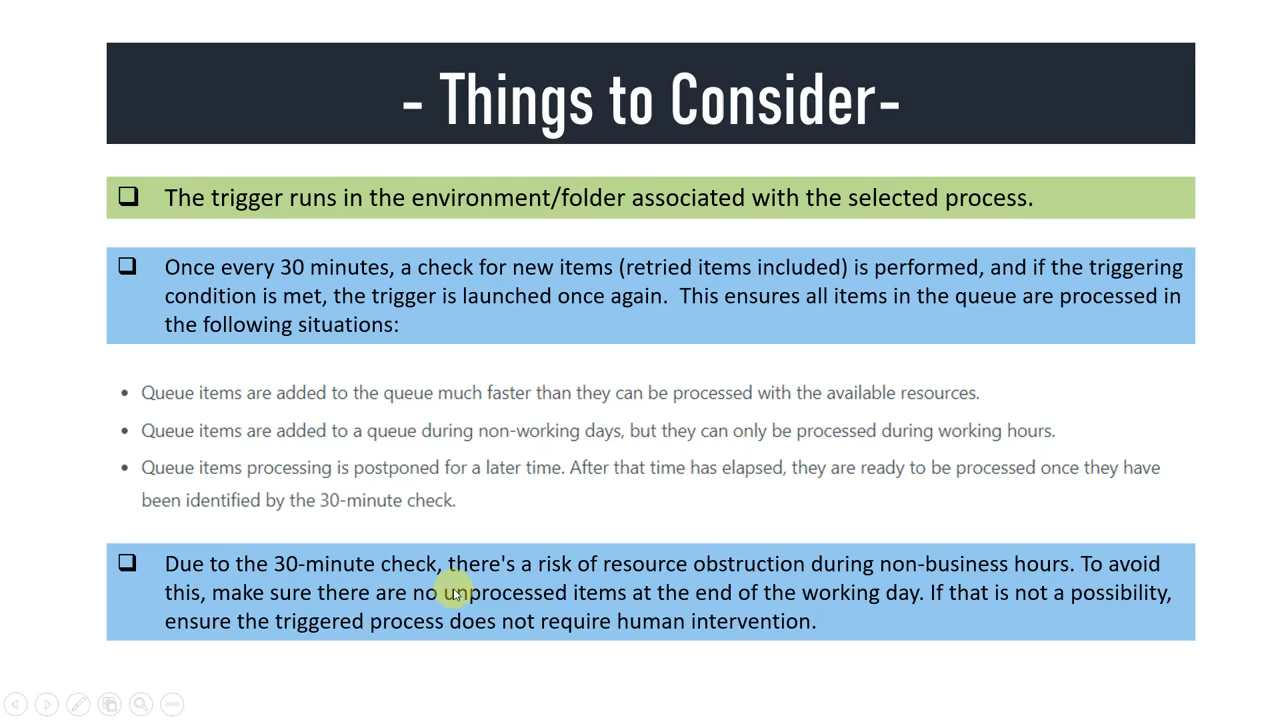 - Things to Consider-
The trigger runs in the environment/folder associated with the selected process.
Once every 30 minutes, a check for new items (retried items included) is performed, and if the triggering
condition is met, the trigger is launched once again.  This ensures all items in the queue are processed in
the following situations:
• Queue items are added to the queue much faster than they can be processed with the available resources.
• Queue items are added to a queue during non-working days, but they can only be processed during working hours.
• Queue items processing is postponed for a later time. After that time has elapsed, they are ready to be processed once they have
been identified by the 30-minute check.
Due to the 30-minute check, there's a risk of resource obstruction during non-business hours. To avoid
this, make sure there are no unprocessed items at the end of the working day. If that is not a possibility,
ensure the triggered process does not require human intervention.